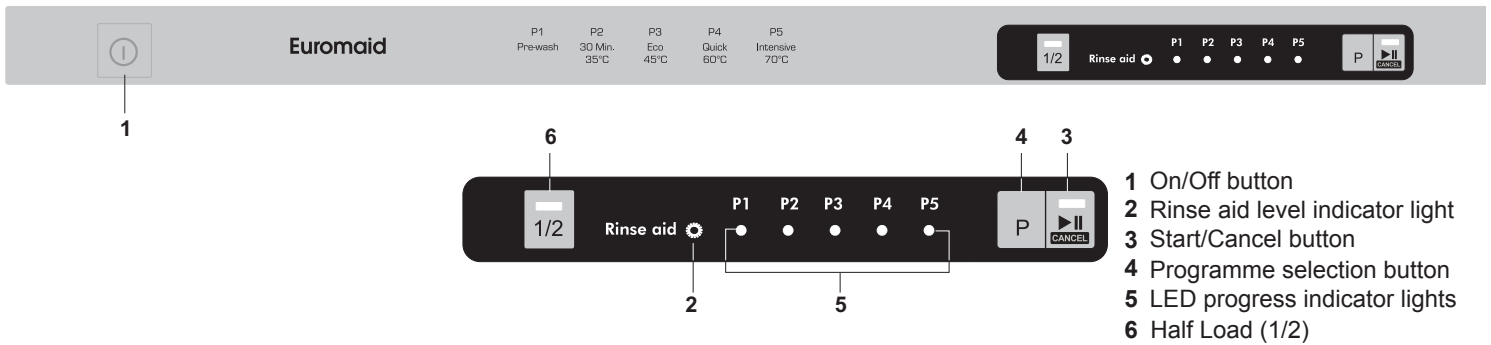 Euromaid
P1 P2 P3 P4 P5
Pre-wash 30 Min. Eco Quick Intensive
35°C 45°C 60°C 70°C
1/2 Rinse aid P1 P2 P3 P4 P5 P CANCEL
1
6 4 3
1/2 Rinse aid P1 P2 P3 P4 P5 P CANCEL
2 5
1 On/Off button
2 Rinse aid level indicator light
3 Start/Cancel button
4 Programme selection button
5 LED progress indicator lights
6 Half Load (1/2)